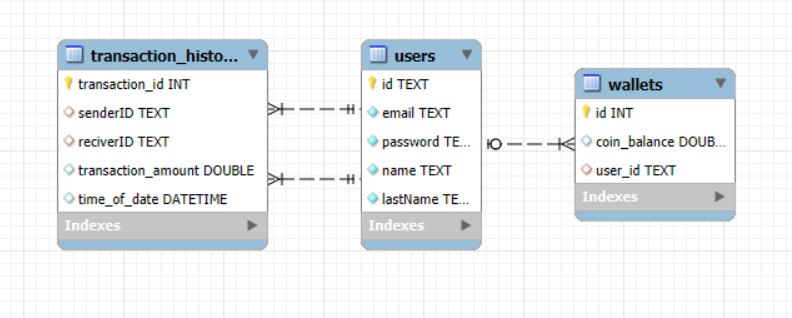 transaction_histo...
transaction_id INT
senderID TEXT
reciverID TEXT
transaction_amount DOUBLE
time_of_date DATETIME
Indexes
users
id TEXT
email TEXT
password TE...
name TEXT
lastName TE...
Indexes
wallets
id INT
coin_balance DOUB...
user_id TEXT
Indexes